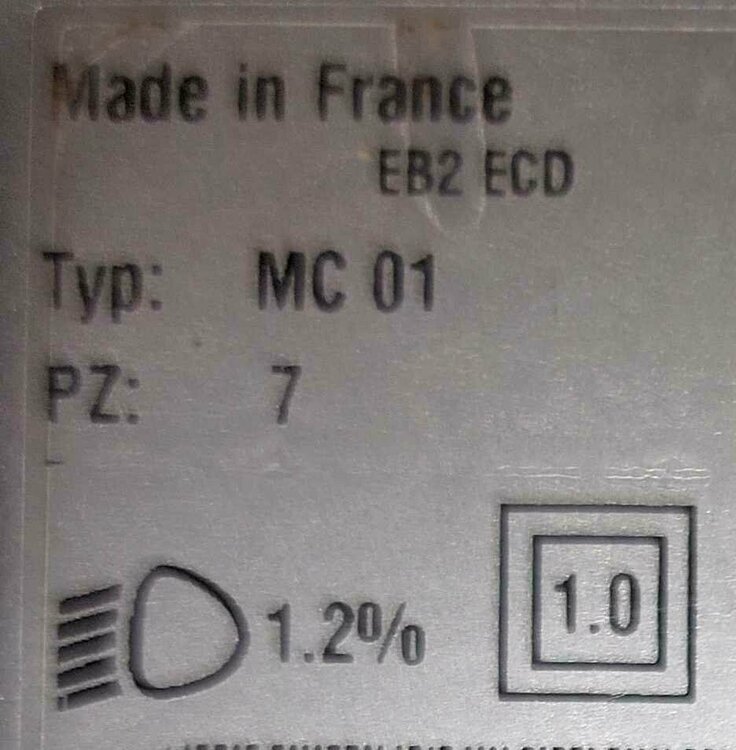 Made in France
EB2 ECD
Typ: MC 01
PZ: 7
1.2% 1.0